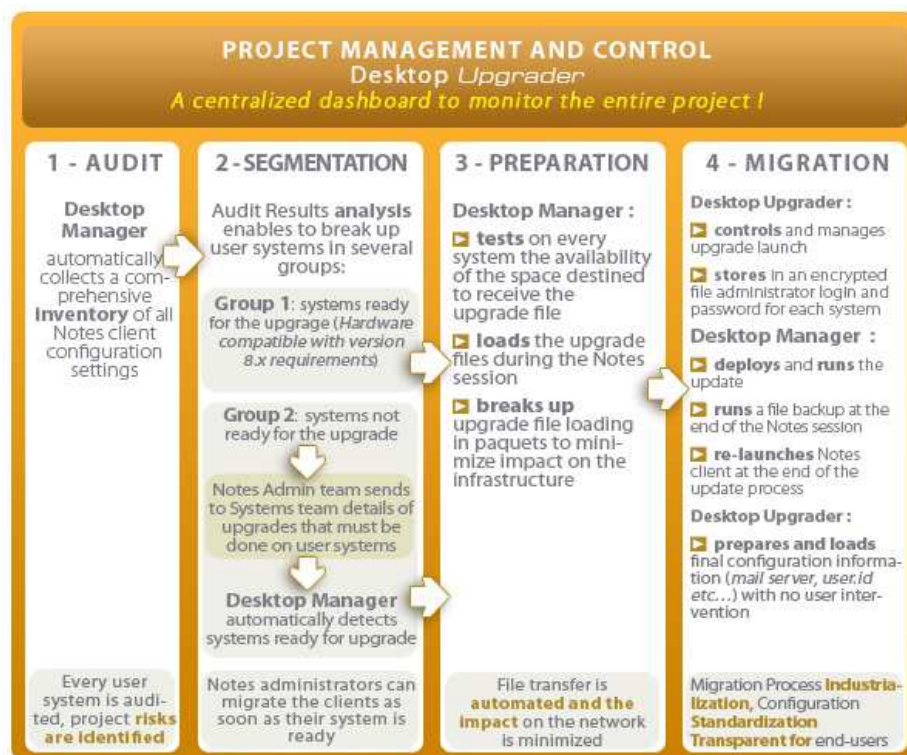 PROJECT MANAGEMENT AND CONTROL
Desktop Upgrader
A centralized dashboard to monitor the entire project !
1 - AUDIT
Desktop
Manager
automatically
collects a com-
prehensive
inventory of all
Notes client
configuration
settings
Every user
system is audi-
ted, project risks
are identified
2 - SEGMENTATION
Audit Results analysis
enables to break up
user systems in several
groups:
Group 1: systems ready
for the upgrage (Hardware
compatible with version
8.x requirements)
Group 2: systems not
ready for the upgrade
Notes Admin team sends
to Systems team details of
upgrades that must be
done on user systems
Desktop Manager
automatically detects
systems ready for upgrade
Notes administrators can
migrate the clients as
soon as their system is
ready
3 - PREPARATION
Desktop Manager :
tests on every
system the availability
of the space destined
to receive the
upgrade file
loads the upgrade
files during the Notes
session
breaks up
upgrade file loading
in paquets to mini-
mize impact on the
infrastructure
File transfer is
automated and the
impact on the network
is minimized
4 - MIGRATION
Desktop Upgrader :
controls and manages
upgrade launch
stores in an encrypted
file administrator login and
password for each system
Desktop Manager :
deploys and runs the
update
runs a file backup at the
end of the Notes session
re-launches Notes
client at the end of the
update process
Desktop Upgrader :
prepares and loads
final configuration informa-
tion (mail server, user.id
etc...) with no user inter-
vention
Migration Process Industria-
lization, Configuration
Standardization
Transparent for end-users